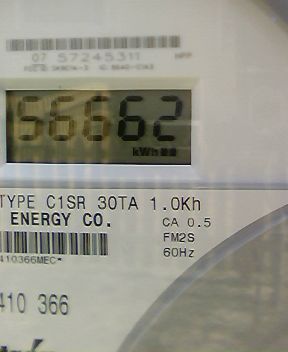 07 57245311
56662
kWh
TYPE C1SR 30TA 1.0Kh
ENERGY CO.
CA 0.5
FM2S
60Hz
410366MEC*
410 366